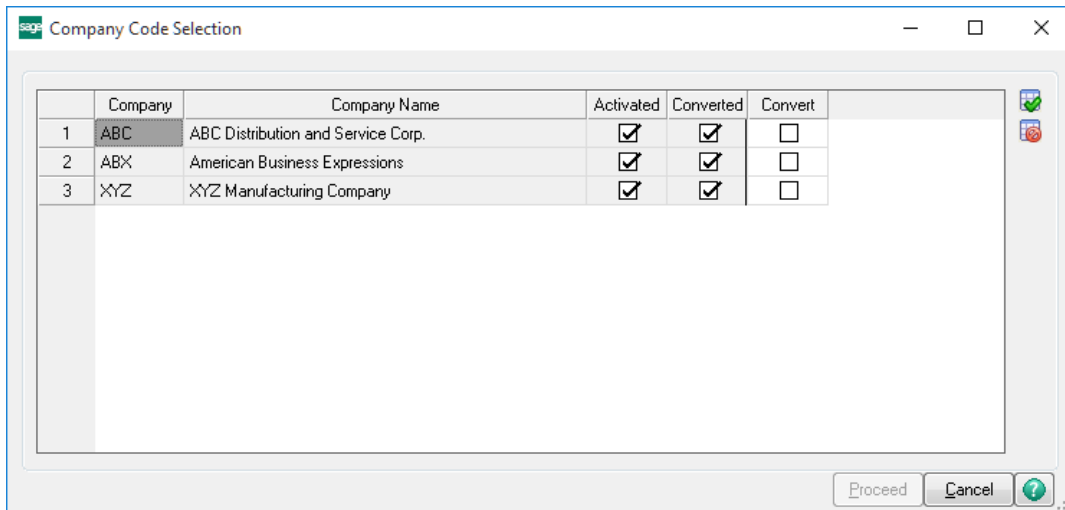 sage Company Code Selection
Company Company Name Activated Converted Convert
1 ABC ABC Distribution and Service Corp.
2 ABX American Business Expressions
3 XYZ XYZ Manufacturing Company
Proceed Cancel ?